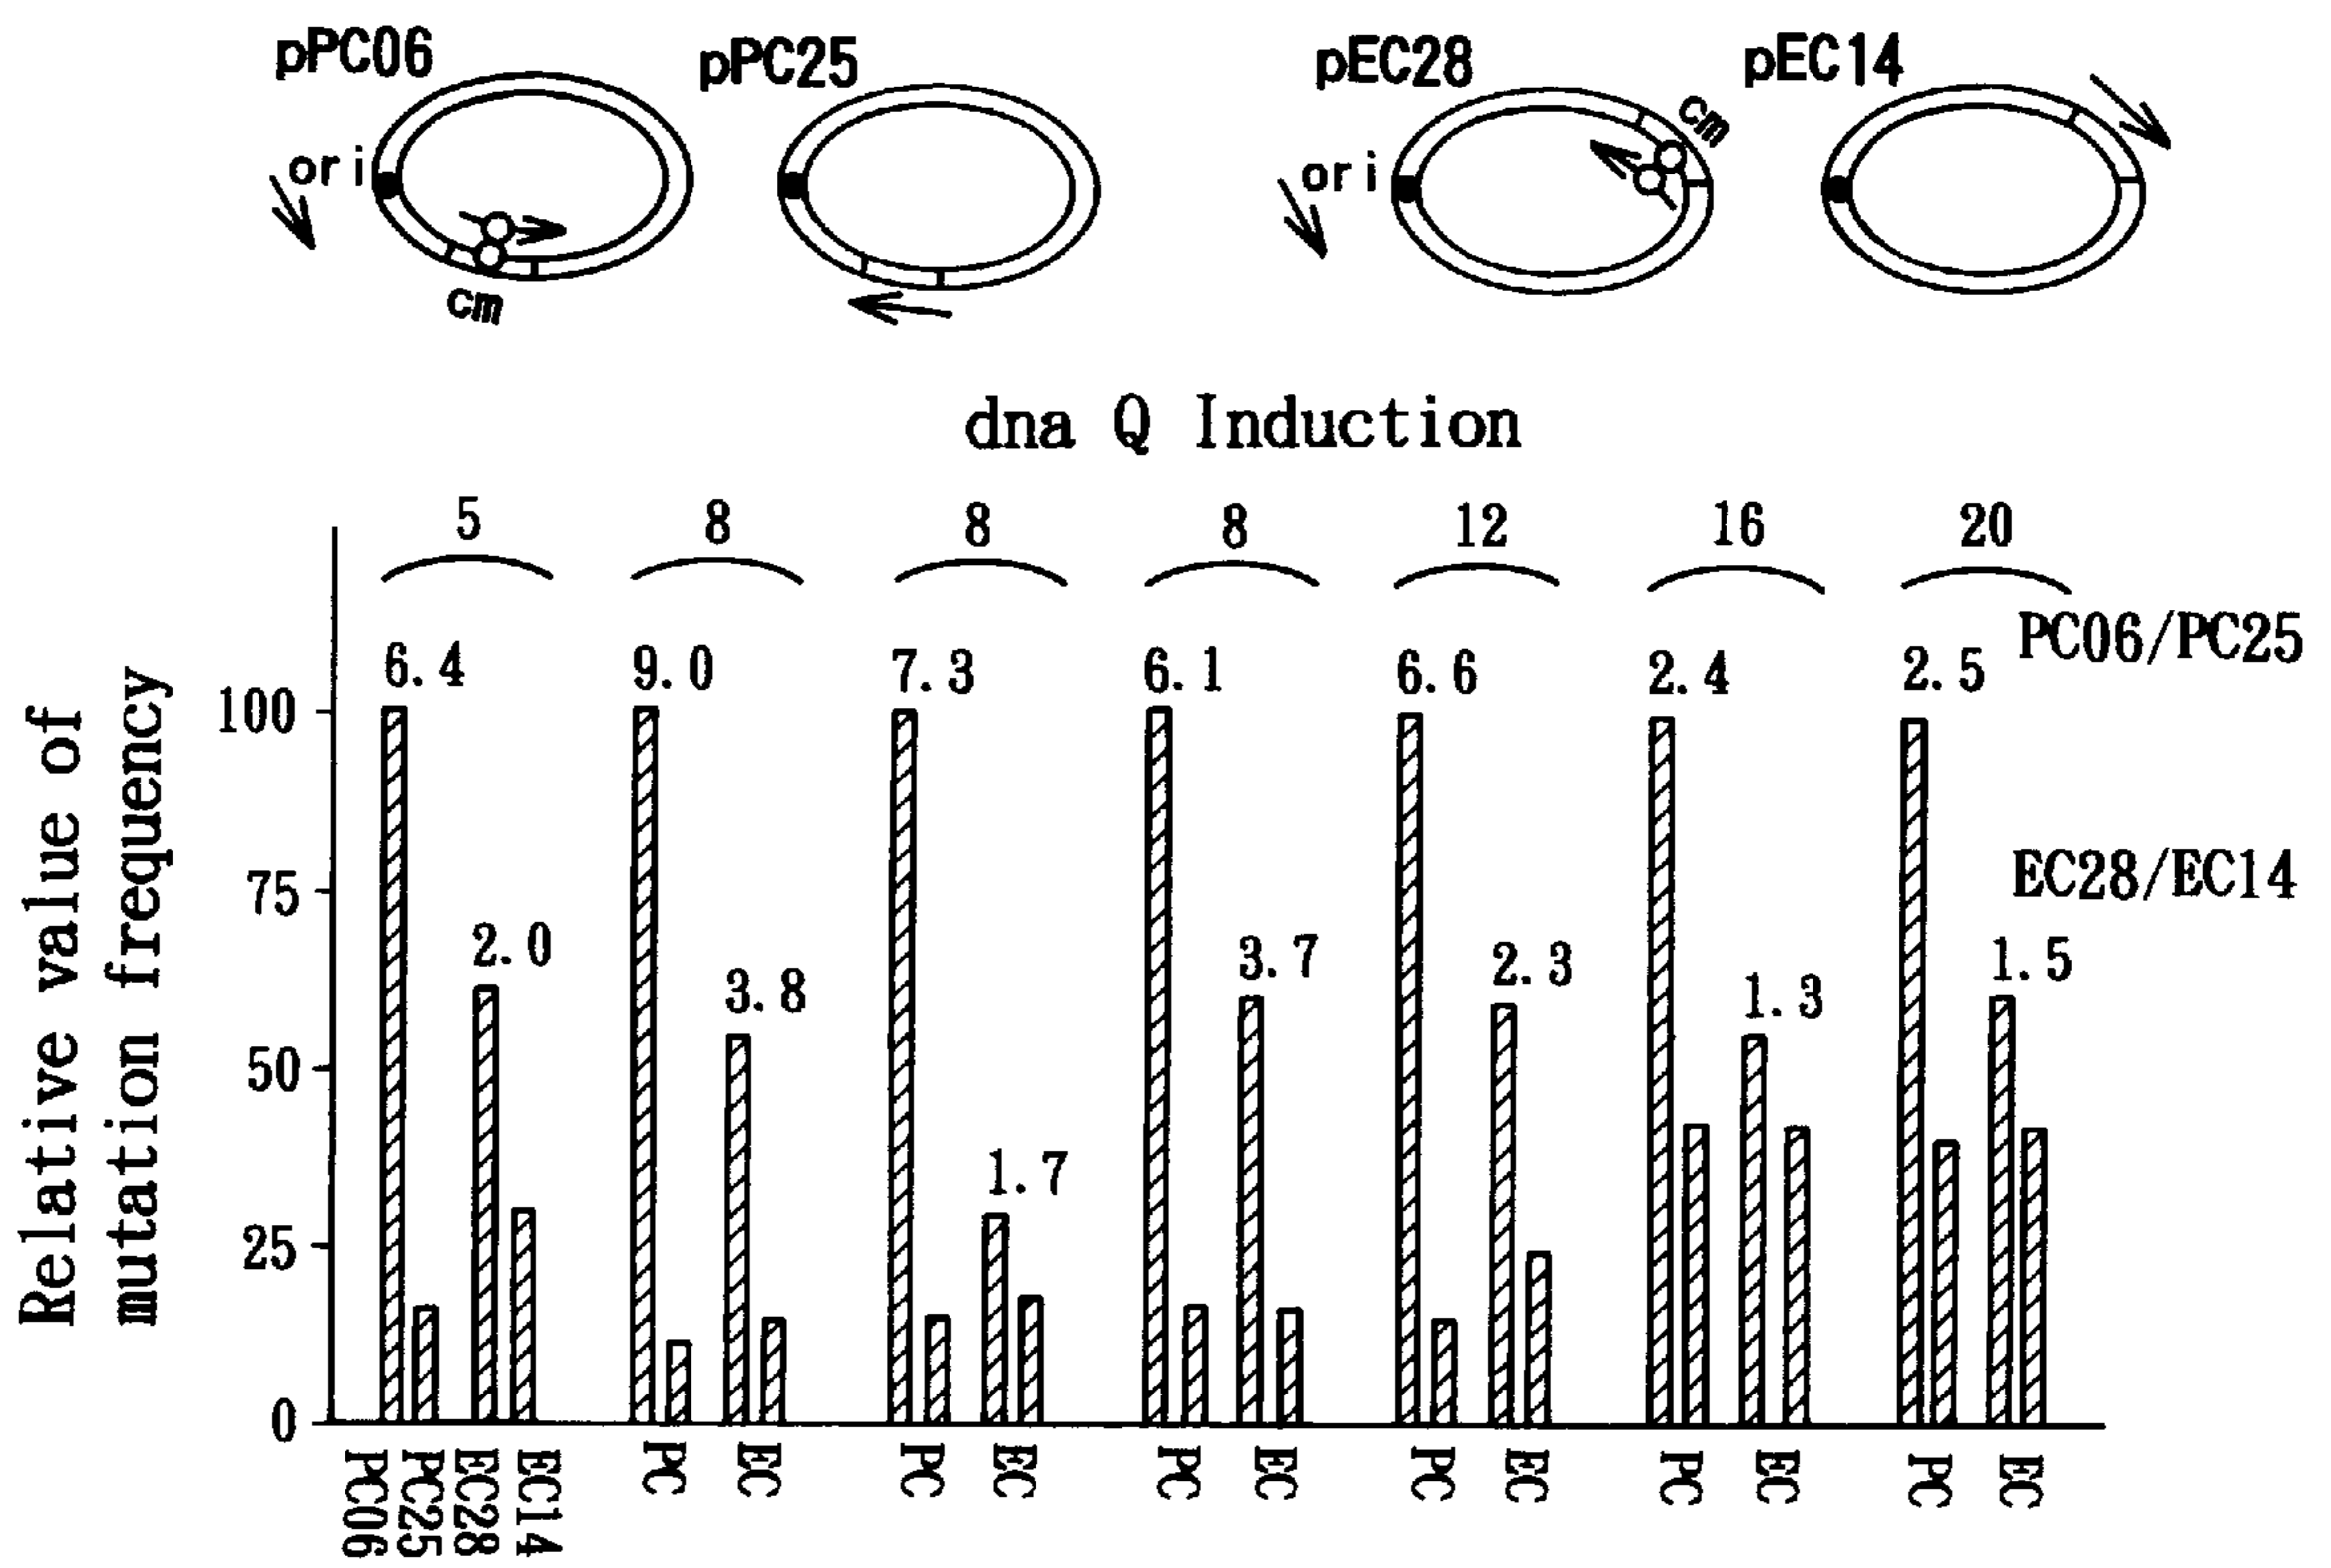 pPC06 pPC25 pEC28 pEC14
ori cm ori cm
dna Q Induction
5 8 8 8 12 16 20
6.4 9.0 7.3 6.1 6.6 2.4 2.5 PC06/PC25
EC28/EC14
2.0 3.8 1.7 3.7 2.3 1.3 1.5
Relative value of
mutation frequency
100
75
50
25
0
PC06 PC25 EC28 EC14 PC EC PC EC PC EC PC EC PC EC PC EC